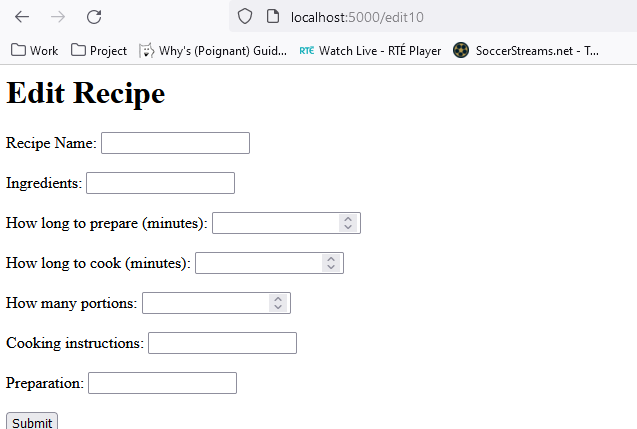 localhost:5000/edit10
Work Project Why's (Poignant) Guid... RTÉ Watch Live - RTÉ Player SoccerStreams.net - T...
Edit Recipe
Recipe Name:
Ingredients:
How long to prepare (minutes):
How long to cook (minutes):
How many portions:
Cooking instructions:
Preparation:
Submit